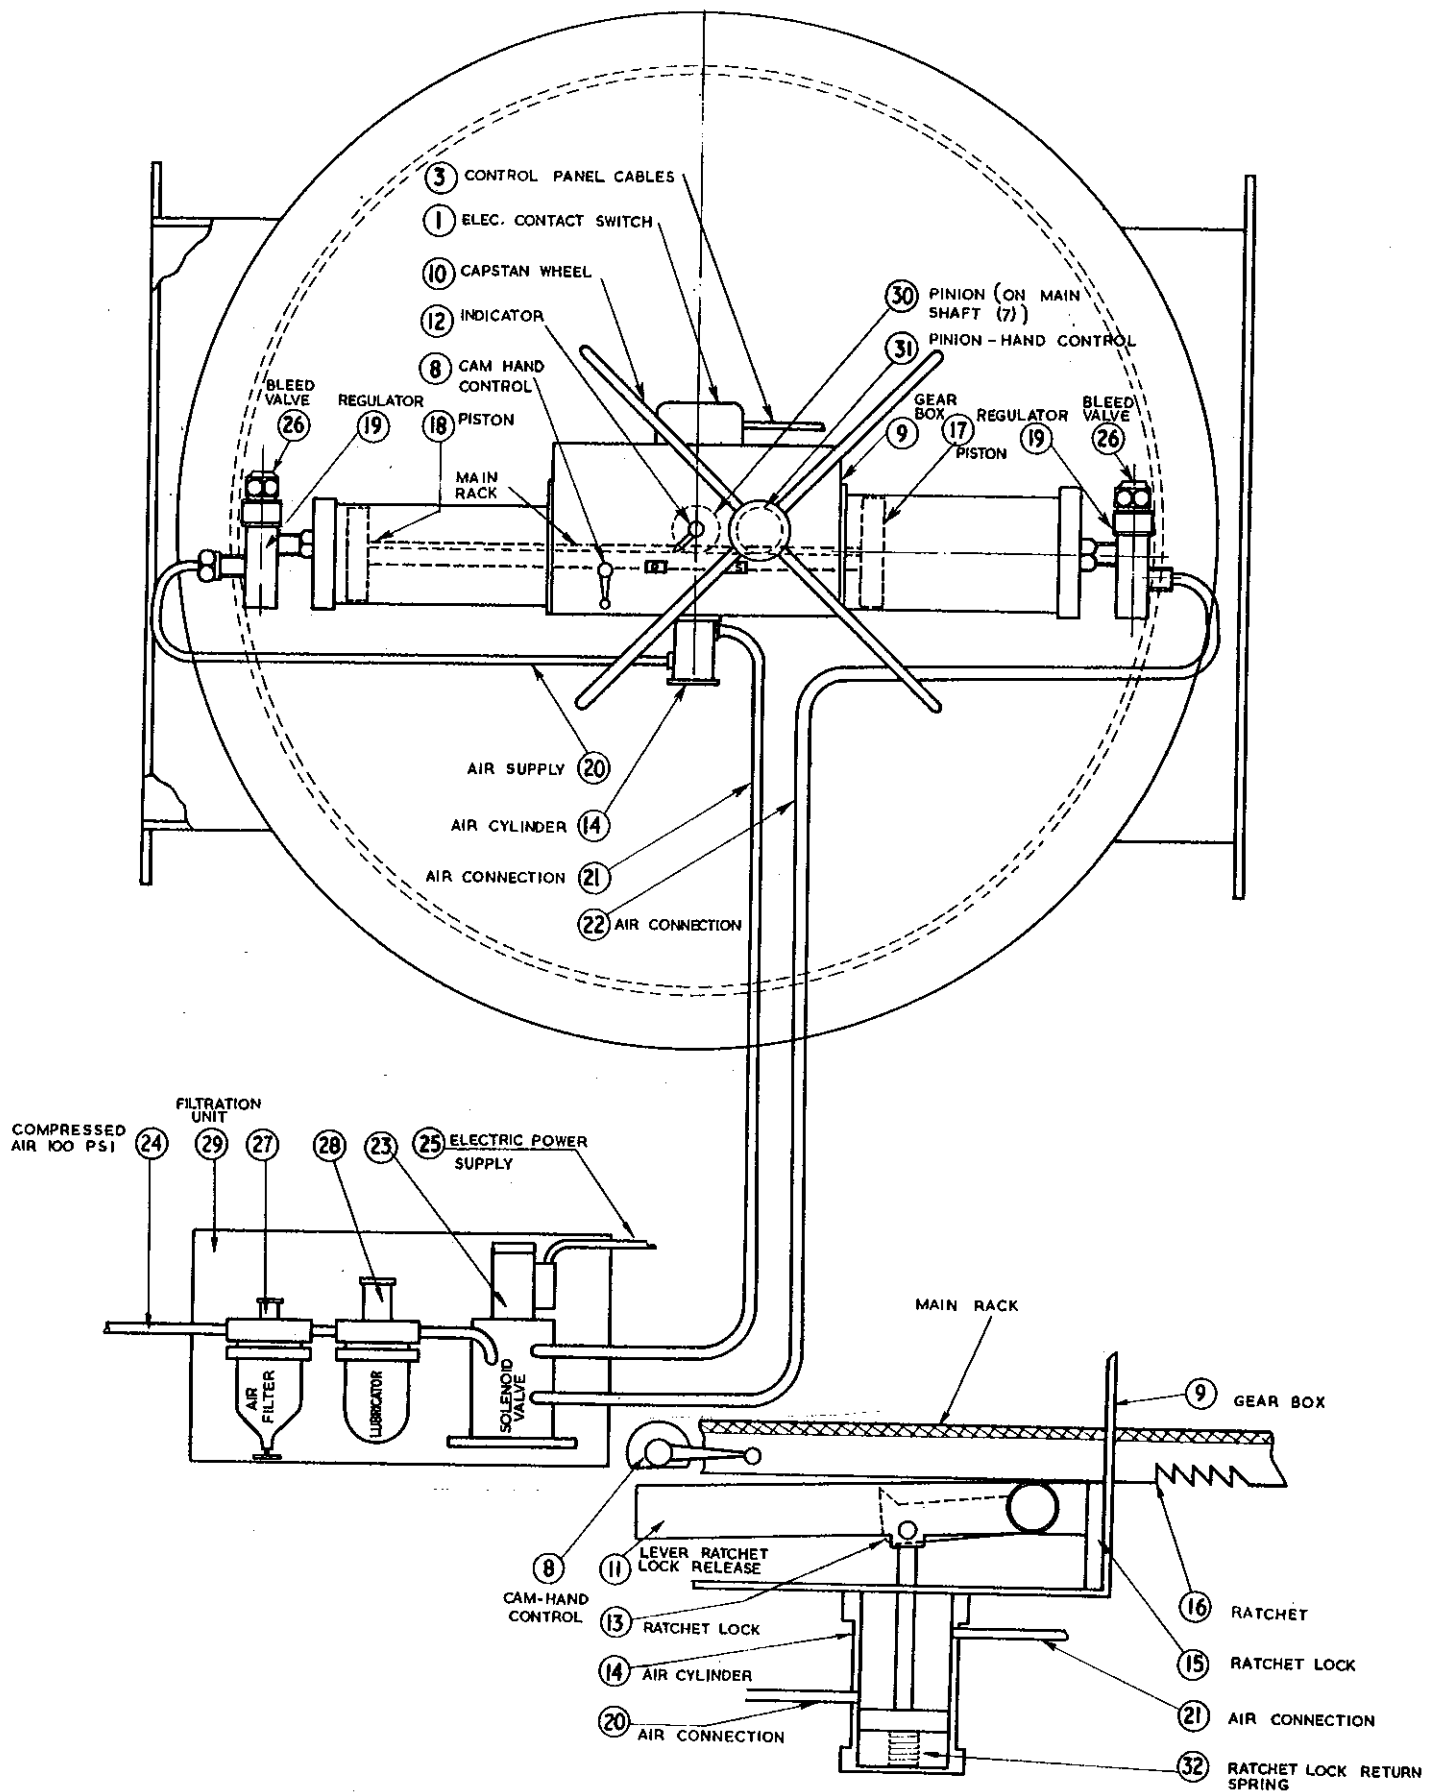 3 CONTROL PANEL CABLES
1 ELEC. CONTACT SWITCH
10 CAPSTAN WHEEL
12 INDICATOR
8 CAM HAND
CONTROL
30 PINION (ON MAIN
SHAFT (7))
31 PINION-HAND CONTROL
BLEED
VALVE
26
REGULATOR
19
18 PISTON
MAIN
RACK
GEAR
BOX
9
17
PISTON
REGULATOR
19
BLEED
VALVE
26
R
S
AIR SUPPLY 20
AIR CYLINDER 14
AIR CONNECTION 21
22 AIR CONNECTION
COMPRESSED
AIR 100 PSI
24
FILTRATION
UNIT
29
27
28
23
25 ELECTRIC POWER
SUPPLY
AIR
FILTER
LUBRICATOR
SOLENOID
VALVE
MAIN RACK
9 GEAR BOX
8
CAM-HAND
CONTROL
11 LEVER RATCHET
LOCK RELEASE
13 RATCHET LOCK
14 AIR CYLINDER
20 AIR CONNECTION
16 RATCHET
15 RATCHET LOCK
21 AIR CONNECTION
32 RATCHET LOCK RETURN
SPRING